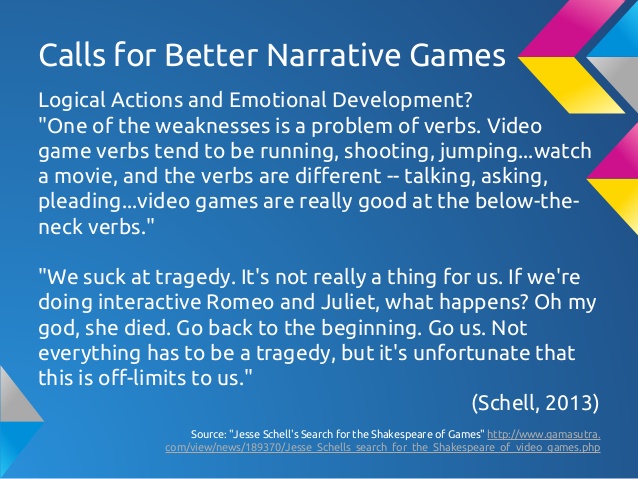 Calls for Better Narrative Games
Logical Actions and Emotional Development?
"One of the weaknesses is a problem of verbs. Video
game verbs tend to be running, shooting, jumping...watch
a movie, and the verbs are different -- talking, asking,
pleading...video games are really good at the below-the-
neck verbs."
"We suck at tragedy. It's not really a thing for us. If we're
doing interactive Romeo and Juliet, what happens? Oh my
god, she died. Go back to the beginning. Go us. Not
everything has to be a tragedy, but it's unfortunate that
this is off-limits to us."
(Schell, 2013)
Source: "Jesse Schell's Search for the Shakespeare of Games" http://www.gamasutra.
com/view/news/189370/Jesse_Schells_search_for_the_Shakespeare_of_video_games.php